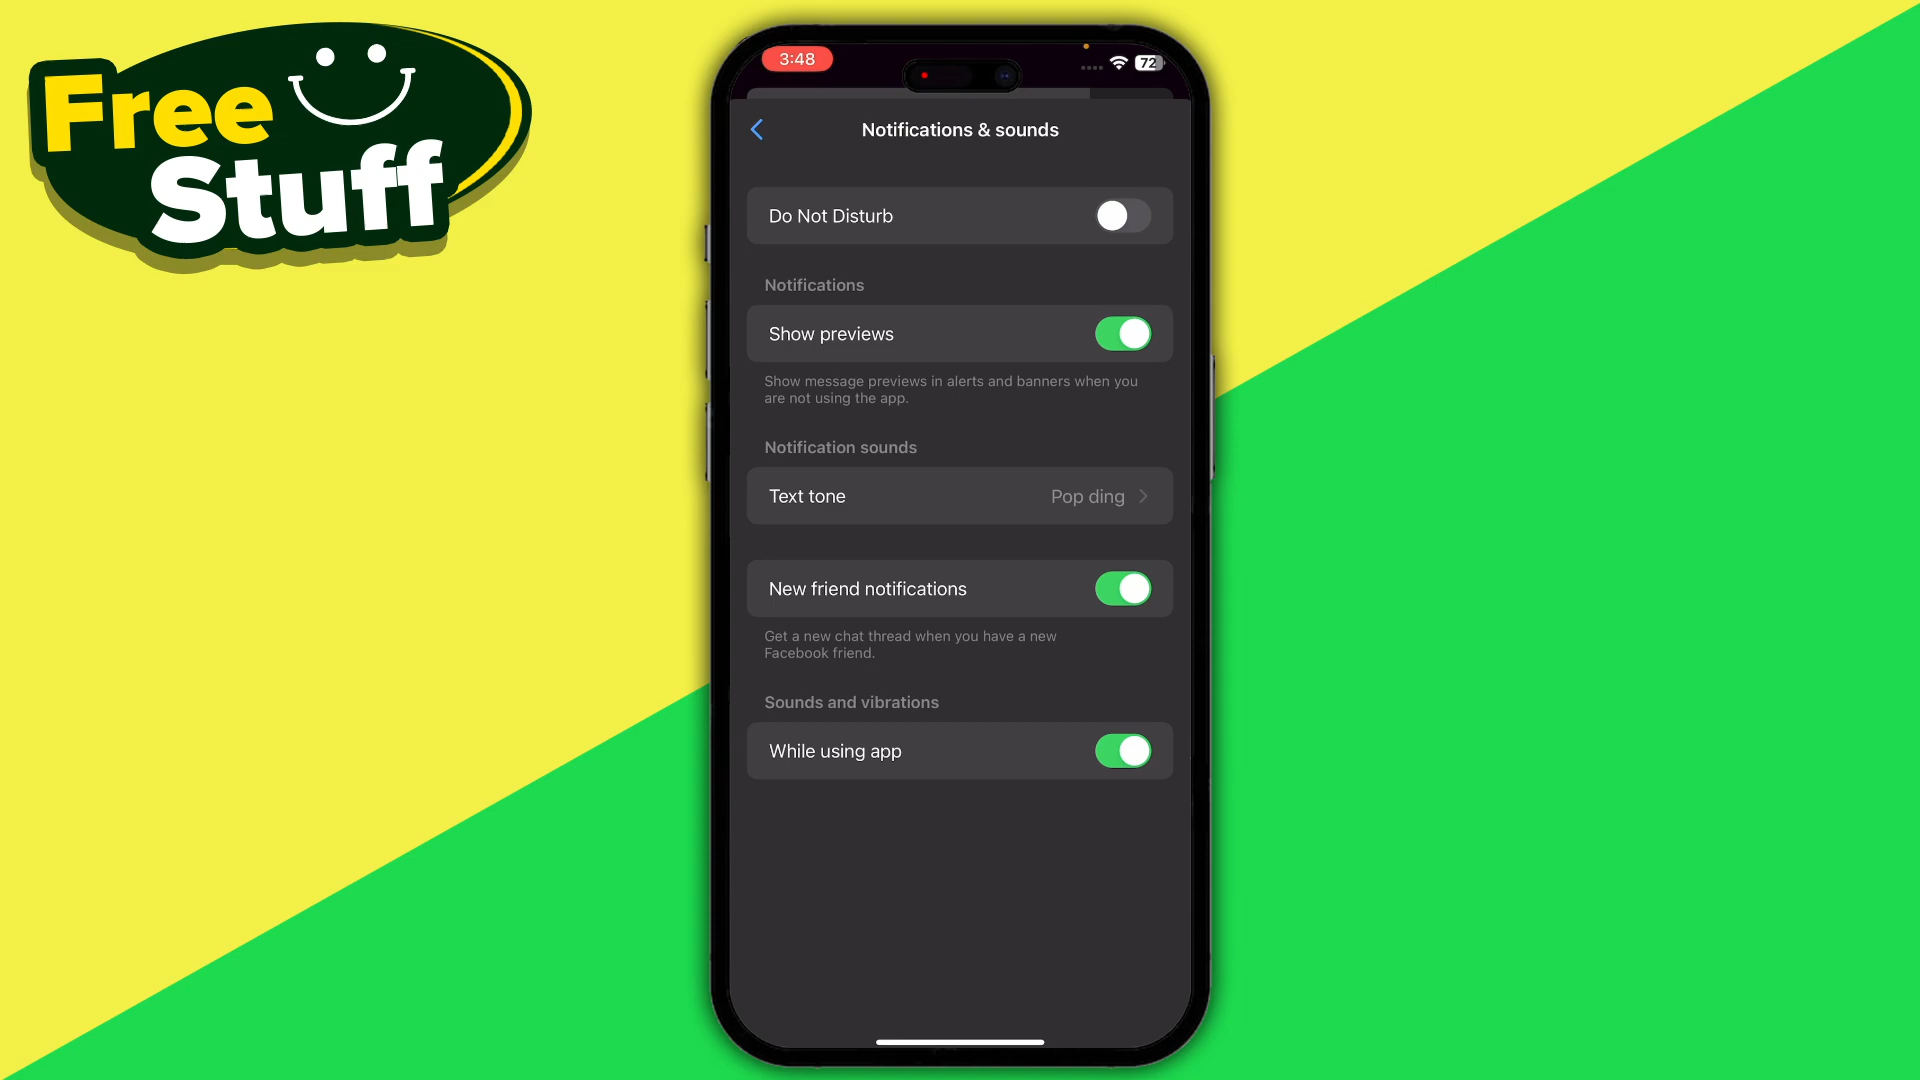 Free
Stuff
3:48
72
Notifications & sounds
Do Not Disturb
Notifications
Show previews
Show message previews in alerts and banners when you
are not using the app.
Notification sounds
Text tone
Pop ding
New friend notifications
Get a new chat thread when you have a new
Facebook friend.
Sounds and vibrations
While using app